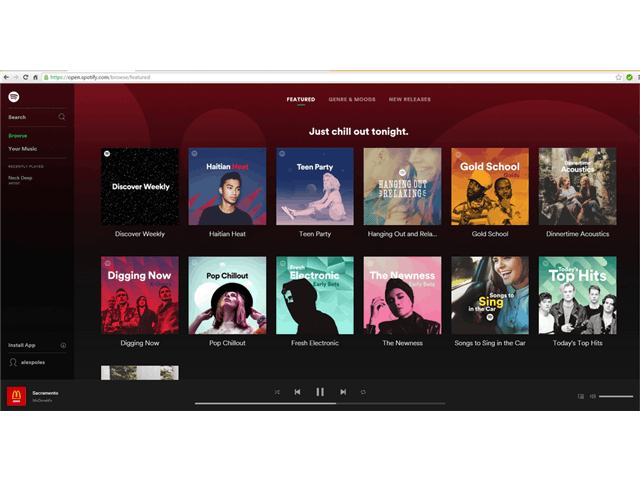 https://open.spotify.com/browse/featured
Search
Browse
Your Music
RECENTLY PLAYED
Neck Deep
ARTIST
Install App
alexpoles
FEATURED
GENRE & MOODS
NEW RELEASES
Just chill out tonight.
Discover Weekly
Haitian Heat
Teen Party
HANGING OUT
RELAXING
Gold School
Dinnertime
Acoustics
Discover Weekly
Haitian Heat
Teen Party
Hanging Out and Rela...
Gold School
Dinnertime Acoustics
Digging Now
Pop Chillout
Fresh
Electronic
Early Bets
The Newness
Early Bets
Songs to
Sing
in the Car
Today's
Top Hits
Digging Now
Pop Chillout
Fresh Electronic
The Newness
Songs to Sing in the Car
Today's Top Hits
Sacramento
McDonald's